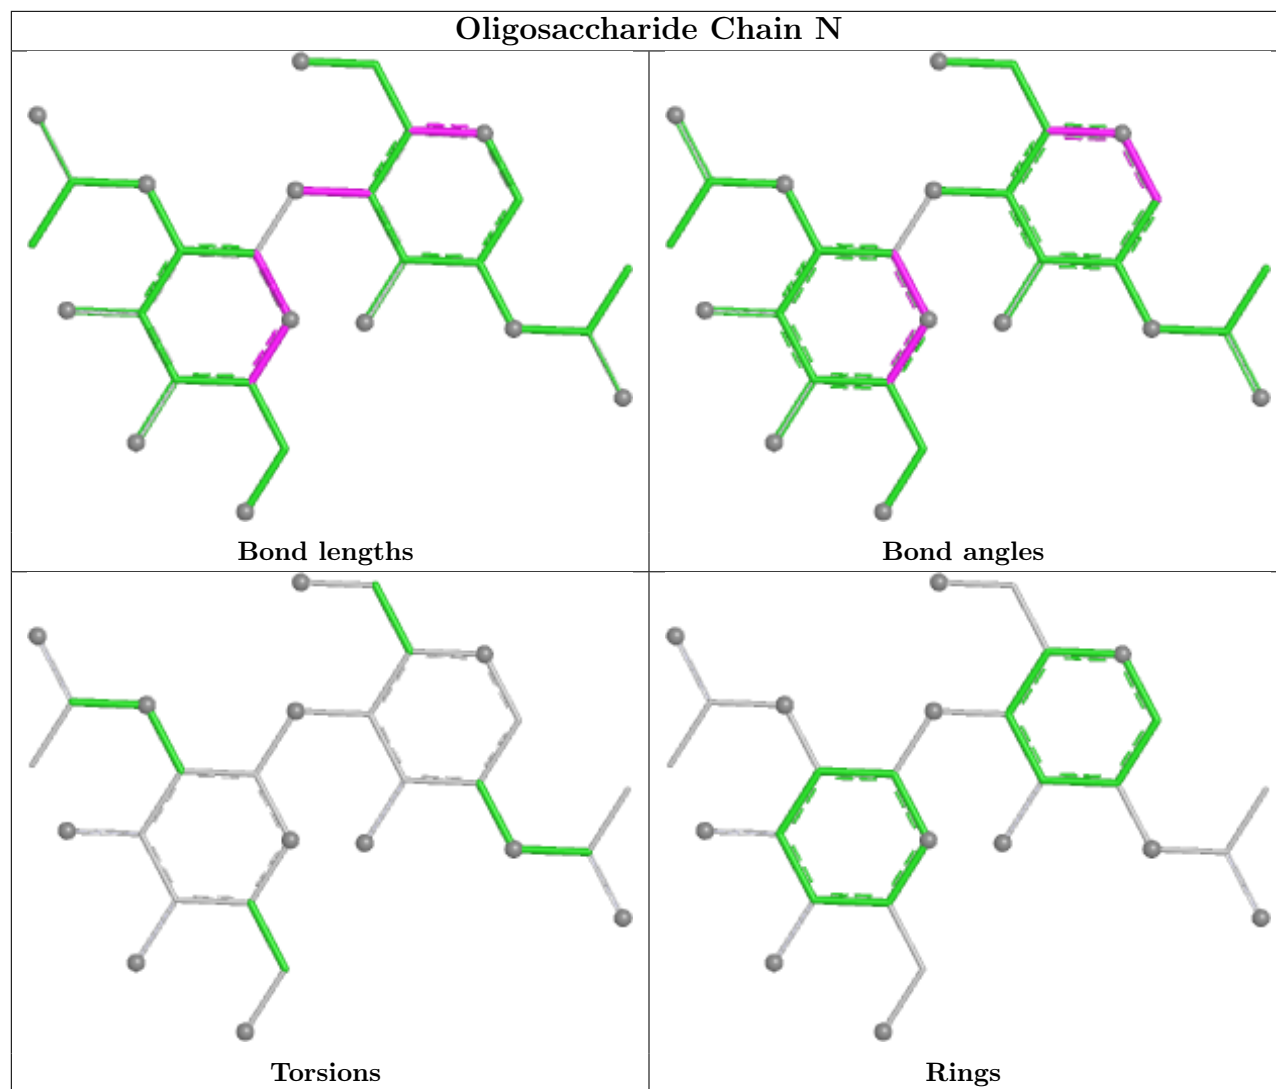 Oligosaccharide Chain N
Bond lengths
Bond angles
Torsions
Rings